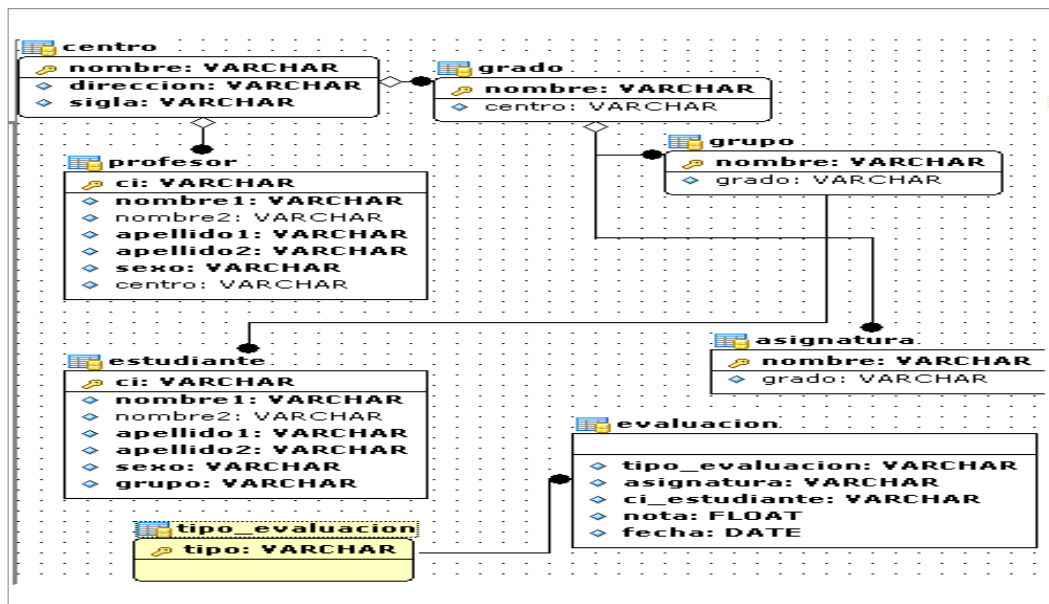 centro
nombre: VARCHAR
direccion: VARCHAR
sigla: VARCHAR
grado
nombre: VARCHAR
centro: VARCHAR
grupo
nombre: VARCHAR
grado: VARCHAR
profesor
ci: VARCHAR
nombre1: VARCHAR
nombre2: VARCHAR
apellido1: VARCHAR
apellido2: VARCHAR
sexo: VARCHAR
centro: VARCHAR
asignatura
nombre: VARCHAR
grado: VARCHAR
estudiante
ci: VARCHAR
nombre1: VARCHAR
nombre2: VARCHAR
apellido1: VARCHAR
apellido2: VARCHAR
sexo: VARCHAR
grupo: VARCHAR
evaluacion
tipo_evaluacion: VARCHAR
asignatura: VARCHAR
ci_estudiante: VARCHAR
nota: FLOAT
fecha: DATE
tipo_evaluacion
tipo: VARCHAR